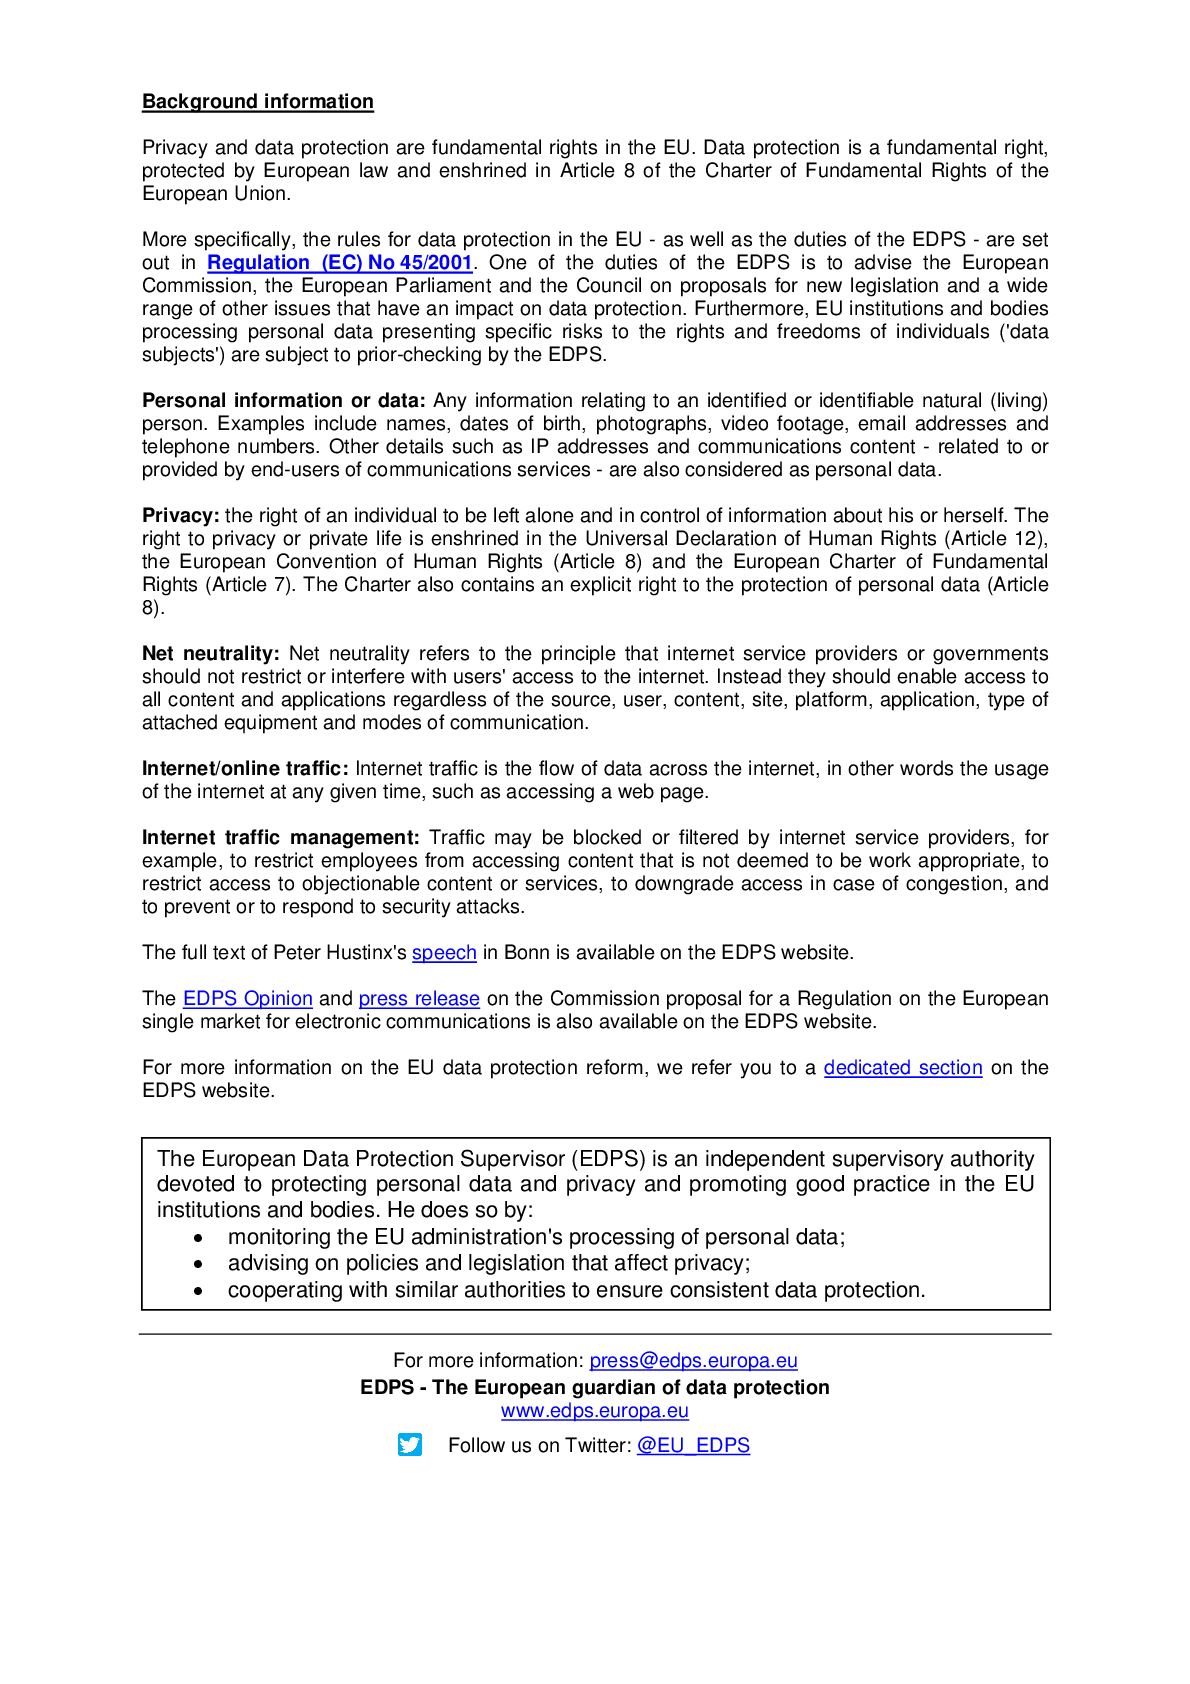 Background information
Privacy and data protection are fundamental rights in the EU. Data protection is a fundamental right,
protected by European law and enshrined in Article 8 of the Charter of Fundamental Rights of the
European Union.
More specifically, the rules for data protection in the EU - as well as the duties of the EDPS - are set
out in Regulation (EC) No 45/2001. One of the duties of the EDPS is to advise the European
Commission, the European Parliament and the Council on proposals for new legislation and a wide
range of other issues that have an impact on data protection. Furthermore, EU institutions and bodies
processing personal data presenting specific risks to the rights and freedoms of individuals ('data
subjects') are subject to prior-checking by the EDPS.
Personal information or data: Any information relating to an identified or identifiable natural (living)
person. Examples include names, dates of birth, photographs, video footage, email addresses and
telephone numbers. Other details such as IP addresses and communications content - related to or
provided by end-users of communications services - are also considered as personal data.
Privacy: the right of an individual to be left alone and in control of information about his or herself. The
right to privacy or private life is enshrined in the Universal Declaration of Human Rights (Article 12),
the European Convention of Human Rights (Article 8) and the European Charter of Fundamental
Rights (Article 7). The Charter also contains an explicit right to the protection of personal data (Article
8).
Net neutrality: Net neutrality refers to the principle that internet service providers or governments
should not restrict or interfere with users' access to the internet. Instead they should enable access to
all content and applications regardless of the source, user, content, site, platform, application, type of
attached equipment and modes of communication.
Internet/online traffic: Internet traffic is the flow of data across the internet, in other words the usage
of the internet at any given time, such as accessing a web page.
Internet traffic management: Traffic may be blocked or filtered by internet service providers, for
example, to restrict employees from accessing content that is not deemed to be work appropriate, to
restrict access to objectionable content or services, to downgrade access in case of congestion, and
to prevent or to respond to security attacks.
The full text of Peter Hustinx's speech in Bonn is available on the EDPS website.
The EDPS Opinion and press release on the Commission proposal for a Regulation on the European
single market for electronic communications is also available on the EDPS website.
For more information on the EU data protection reform, we refer you to a dedicated section on the
EDPS website.
The European Data Protection Supervisor (EDPS) is an independent supervisory authority
devoted to protecting personal data and privacy and promoting good practice in the EU
institutions and bodies. He does so by:
• monitoring the EU administration's processing of personal data;
• advising on policies and legislation that affect privacy;
• cooperating with similar authorities to ensure consistent data protection.
For more information: press@edps.europa.eu
EDPS - The European guardian of data protection
www.edps.europa.eu
Follow us on Twitter: @EU_EDPS